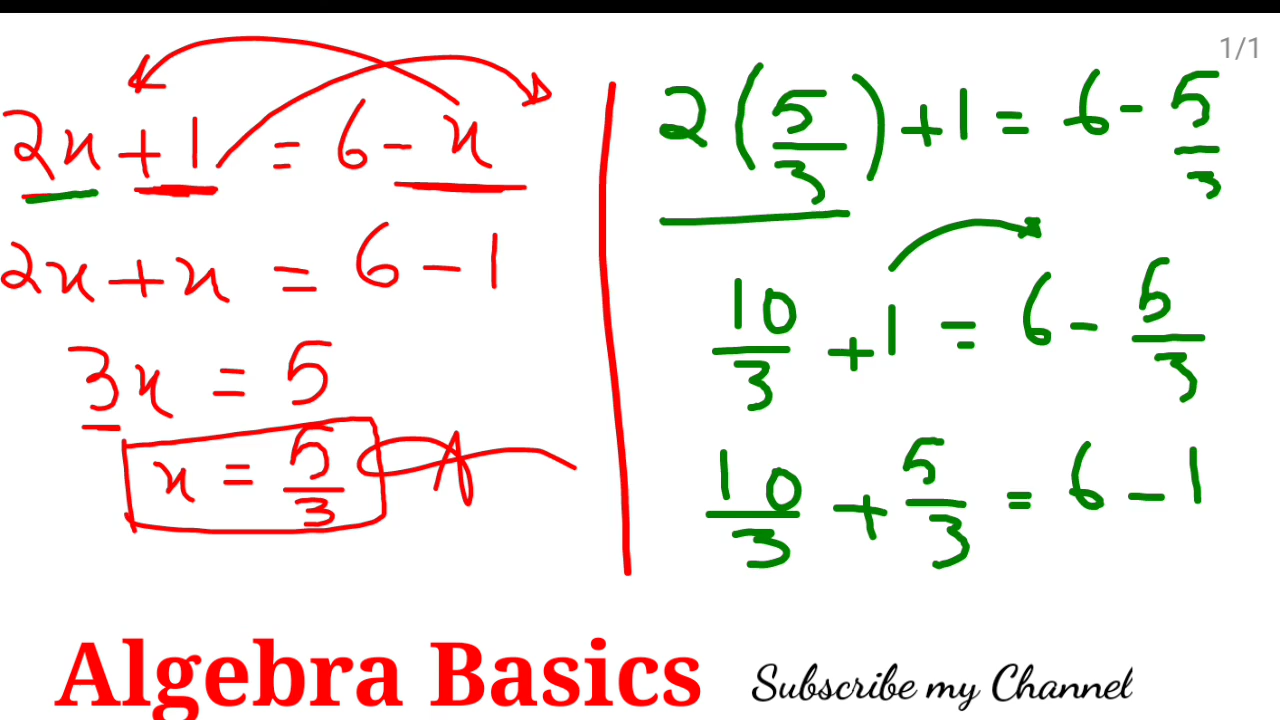 1/1
2x + 1 = 6 - x
2x + x = 6 - 1
3x = 5
x = 5/3
2(5/3) + 1 = 6 - 5/3
10/3 + 1 = 6 - 5/3
10/3 + 5/3 = 6 - 1
Algebra Basics
Subscribe my Channel